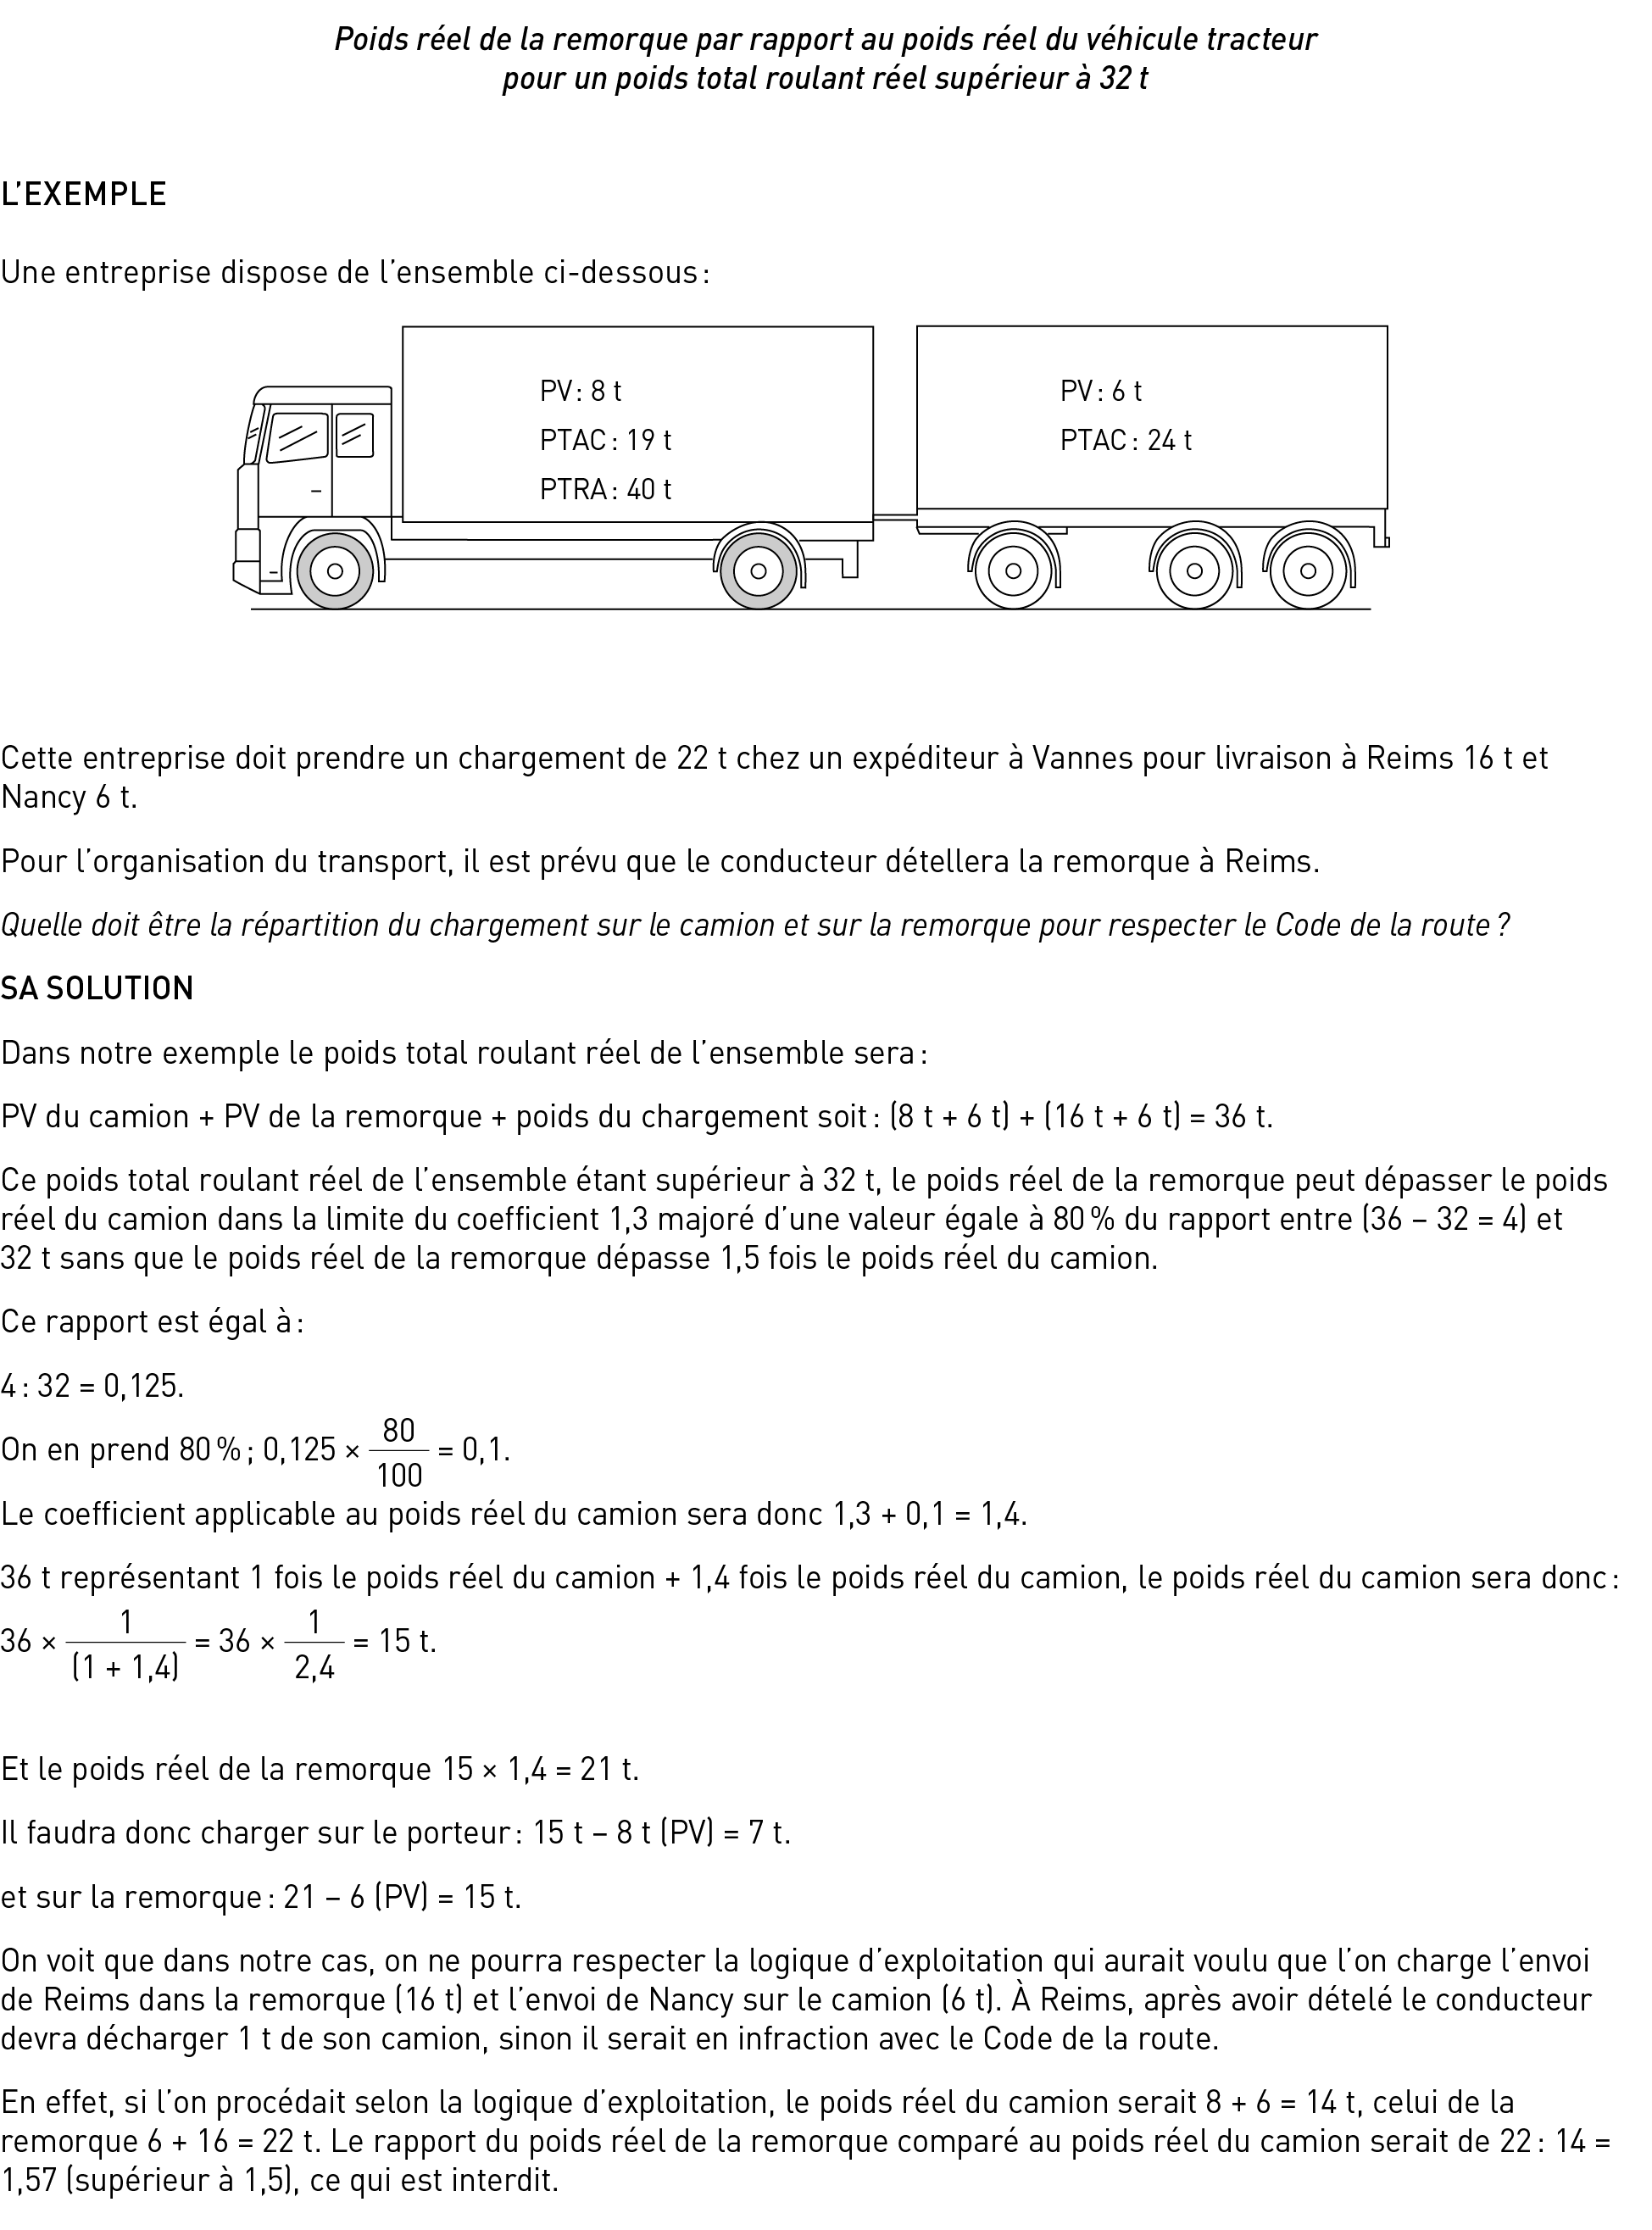 Poids réel de la remorque par rapport au poids réel du véhicule tracteur
pour un poids total roulant réel supérieur à 32 t
L’EXEMPLE
Une entreprise dispose de l’ensemble ci-dessous :
PV : 8 t
PTAC : 19 t
PTRA : 40 t
PV : 6 t
PTAC : 24 t
Cette entreprise doit prendre un chargement de 22 t chez un expéditeur à Vannes pour livraison à Reims 16 t et
Nancy 6 t.
Pour l’organisation du transport, il est prévu que le conducteur détellera la remorque à Reims.
Quelle doit être la répartition du chargement sur le camion et sur la remorque pour respecter le Code de la route ?
SA SOLUTION
Dans notre exemple le poids total roulant réel de l’ensemble sera :
PV du camion + PV de la remorque + poids du chargement soit : (8 t + 6 t) + (16 t + 6 t) = 36 t.
Ce poids total roulant réel de l’ensemble étant supérieur à 32 t, le poids réel de la remorque peut dépasser le poids
réel du camion dans la limite du coefficient 1,3 majoré d’une valeur égale à 80 % du rapport entre (36 – 32 = 4) et
32 t sans que le poids réel de la remorque dépasse 1,5 fois le poids réel du camion.
Ce rapport est égal à :
4 : 32 = 0,125.
On en prend 80 % ; 0,125 × 80/100 = 0,1.
Le coefficient applicable au poids réel du camion sera donc 1,3 + 0,1 = 1,4.
36 t représentant 1 fois le poids réel du camion + 1,4 fois le poids réel du camion, le poids réel du camion sera donc :
36 × 1/(1 + 1,4) = 36 × 1/2,4 = 15 t.
Et le poids réel de la remorque 15 × 1,4 = 21 t.
Il faudra donc charger sur le porteur : 15 t – 8 t (PV) = 7 t.
et sur la remorque : 21 – 6 (PV) = 15 t.
On voit que dans notre cas, on ne pourra respecter la logique d’exploitation qui aurait voulu que l’on charge l’envoi
de Reims dans la remorque (16 t) et l’envoi de Nancy sur le camion (6 t). À Reims, après avoir dételé le conducteur
devra décharger 1 t de son camion, sinon il serait en infraction avec le Code de la route.
En effet, si l’on procédait selon la logique d’exploitation, le poids réel du camion serait 8 + 6 = 14 t, celui de la
remorque 6 + 16 = 22 t. Le rapport du poids réel de la remorque comparé au poids réel du camion serait de 22 : 14 =
1,57 (supérieur à 1,5), ce qui est interdit.